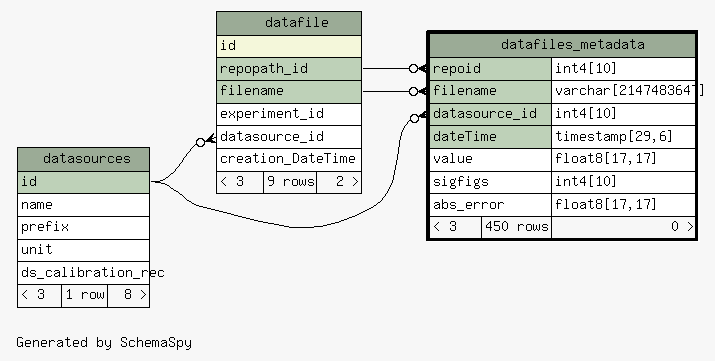 datafile
id
repopath_id
filename
experiment_id
datasource_id
creation_DateTime
< 3 9 rows 2 >
datafiles_metadata
repoid int4[10]
filename varchar[2147483647]
datasource_id int4[10]
dateTime timestamp[29,6]
value float8[17,17]
sigfigs int4[10]
abs_error float8[17,17]
< 3 450 rows 0 >
datasources
id
name
prefix
unit
ds_calibration_rec
< 3 1 row 8 >
Generated by SchemaSpy